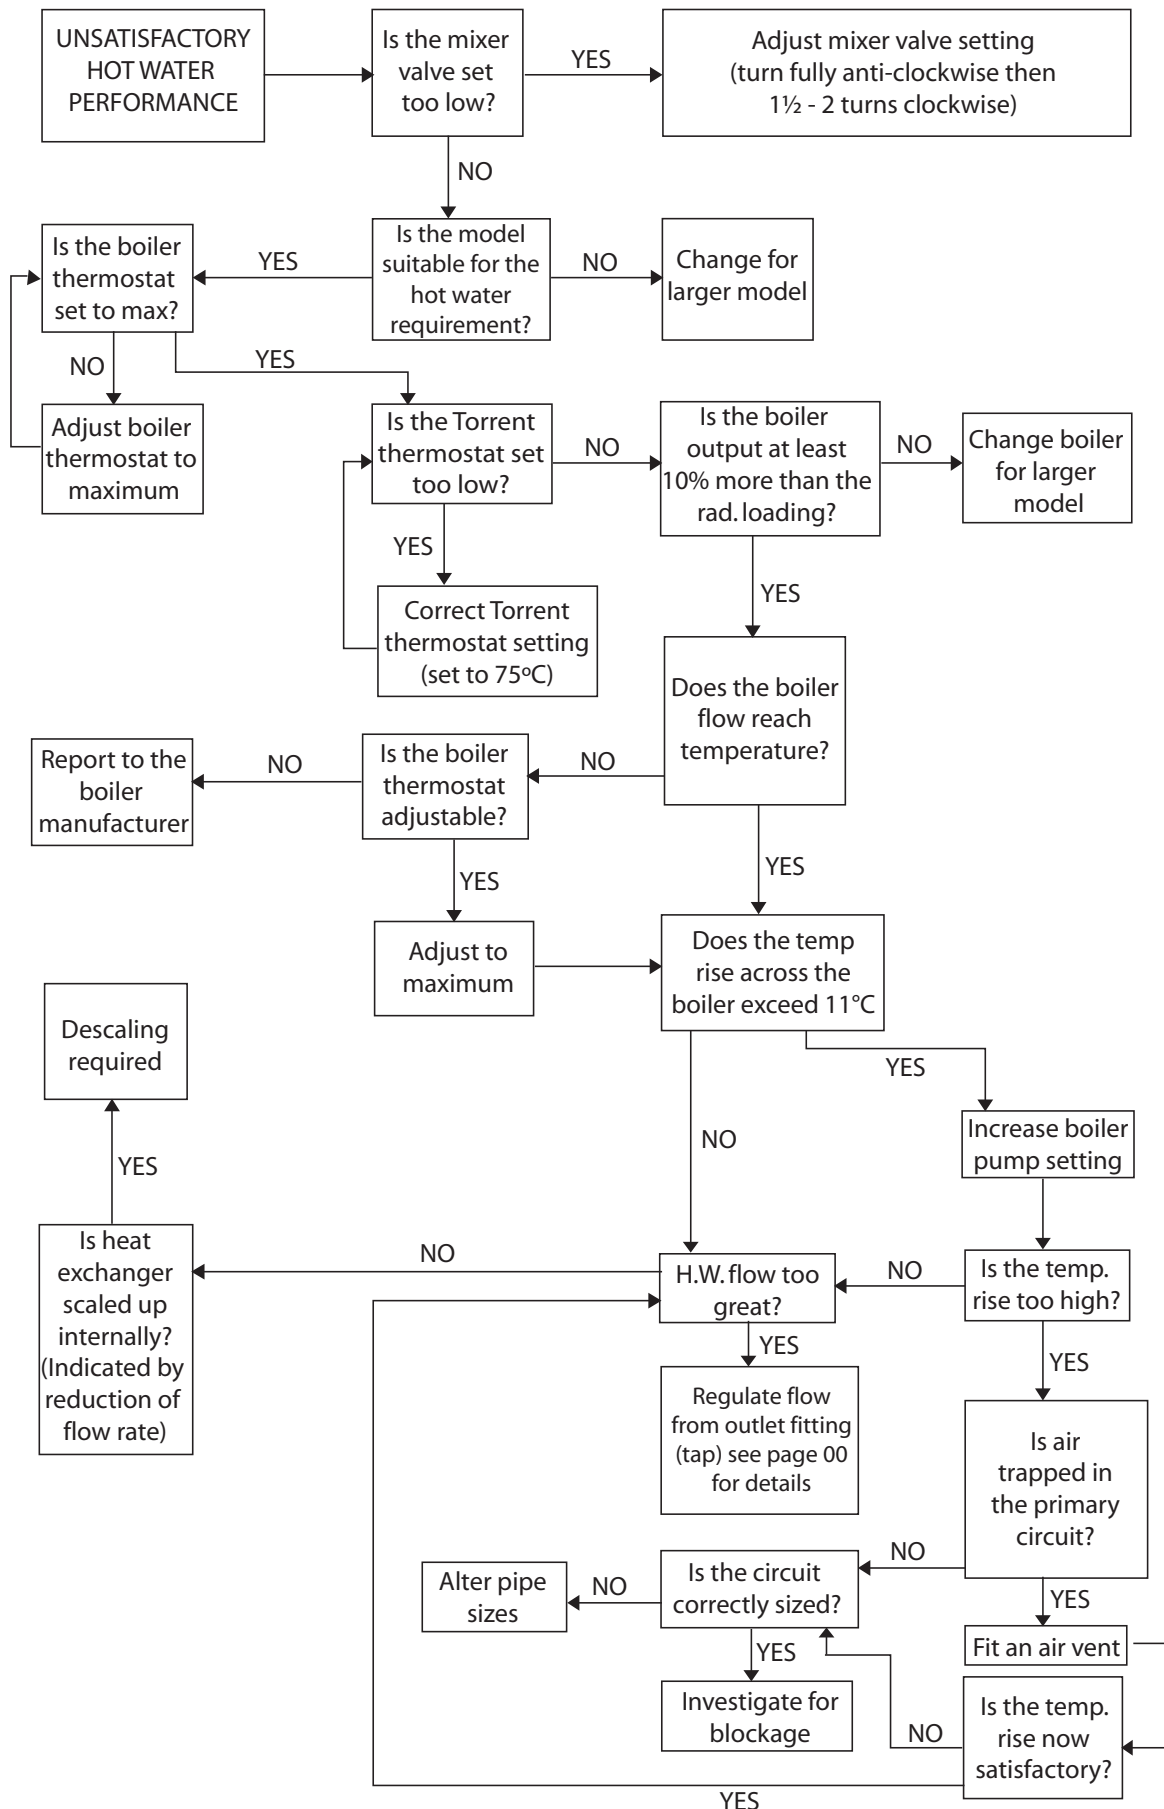 UNSATISFACTORY
HOT WATER
PERFORMANCE
Is the mixer
valve set
too low?
YES
Adjust mixer valve setting
(turn fully anti-clockwise then
1½ - 2 turns clockwise)
NO
Is the boiler
thermostat
set to max?
YES
Is the model
suitable for the
hot water
requirement?
NO
Change for
larger model
NO
YES
Adjust boiler
thermostat to
maximum
Is the Torrent
thermostat set
too low?
NO
Is the boiler
output at least
10% more than the
rad. loading?
NO
Change boiler
for larger
model
YES
YES
Correct Torrent
thermostat setting
(set to 75ºC)
Does the boiler
flow reach
temperature?
Report to the
boiler
manufacturer
NO
Is the boiler
thermostat
adjustable?
NO
YES
YES
Adjust to
maximum
Does the temp
rise across the
boiler exceed 11°C
Descaling
required
YES
NO
Increase boiler
pump setting
YES
Is heat
exchanger
scaled up
internally?
(Indicated by
reduction of
flow rate)
NO
H.W. flow too
great?
NO
Is the temp.
rise too high?
YES
YES
Regulate flow
from outlet fitting
(tap) see page 00
for details
Is air
trapped in
the primary
circuit?
NO
Alter pipe
sizes
NO
Is the circuit
correctly sized?
YES
YES
Fit an air vent
Investigate for
blockage
NO
Is the temp.
rise now
satisfactory?
YES